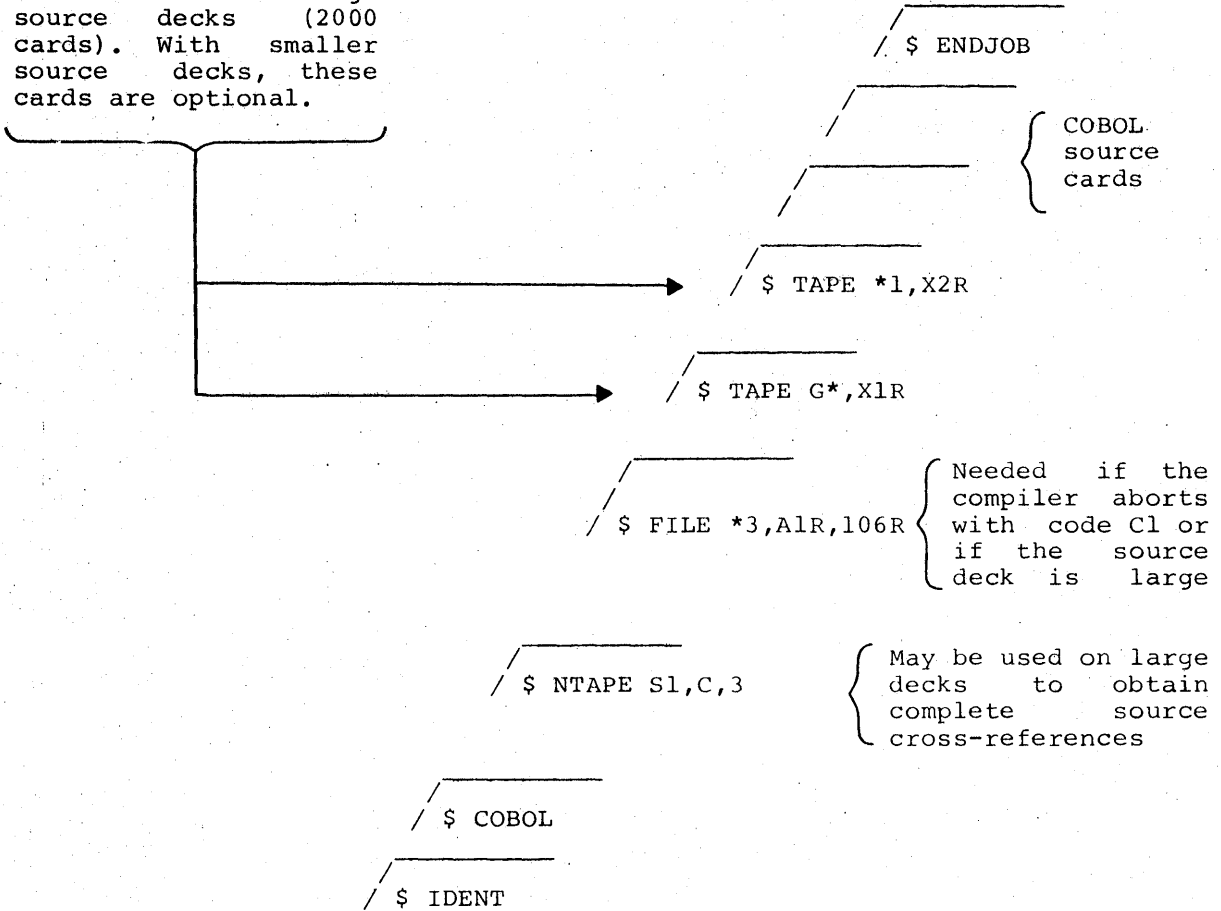 source decks (2000
cards). With smaller
source decks, these
cards are optional.
$ ENDJOB
COBOL
source
cards
$ TAPE *1,X2R
$ TAPE G*,X1R
$ FILE *3,A1R,106R
Needed if the
compiler aborts
with code C1 or
if the source
deck is large
$ NTAPE S1,C,3
May be used on large
decks to obtain
complete source
cross-references
$ COBOL
$ IDENT